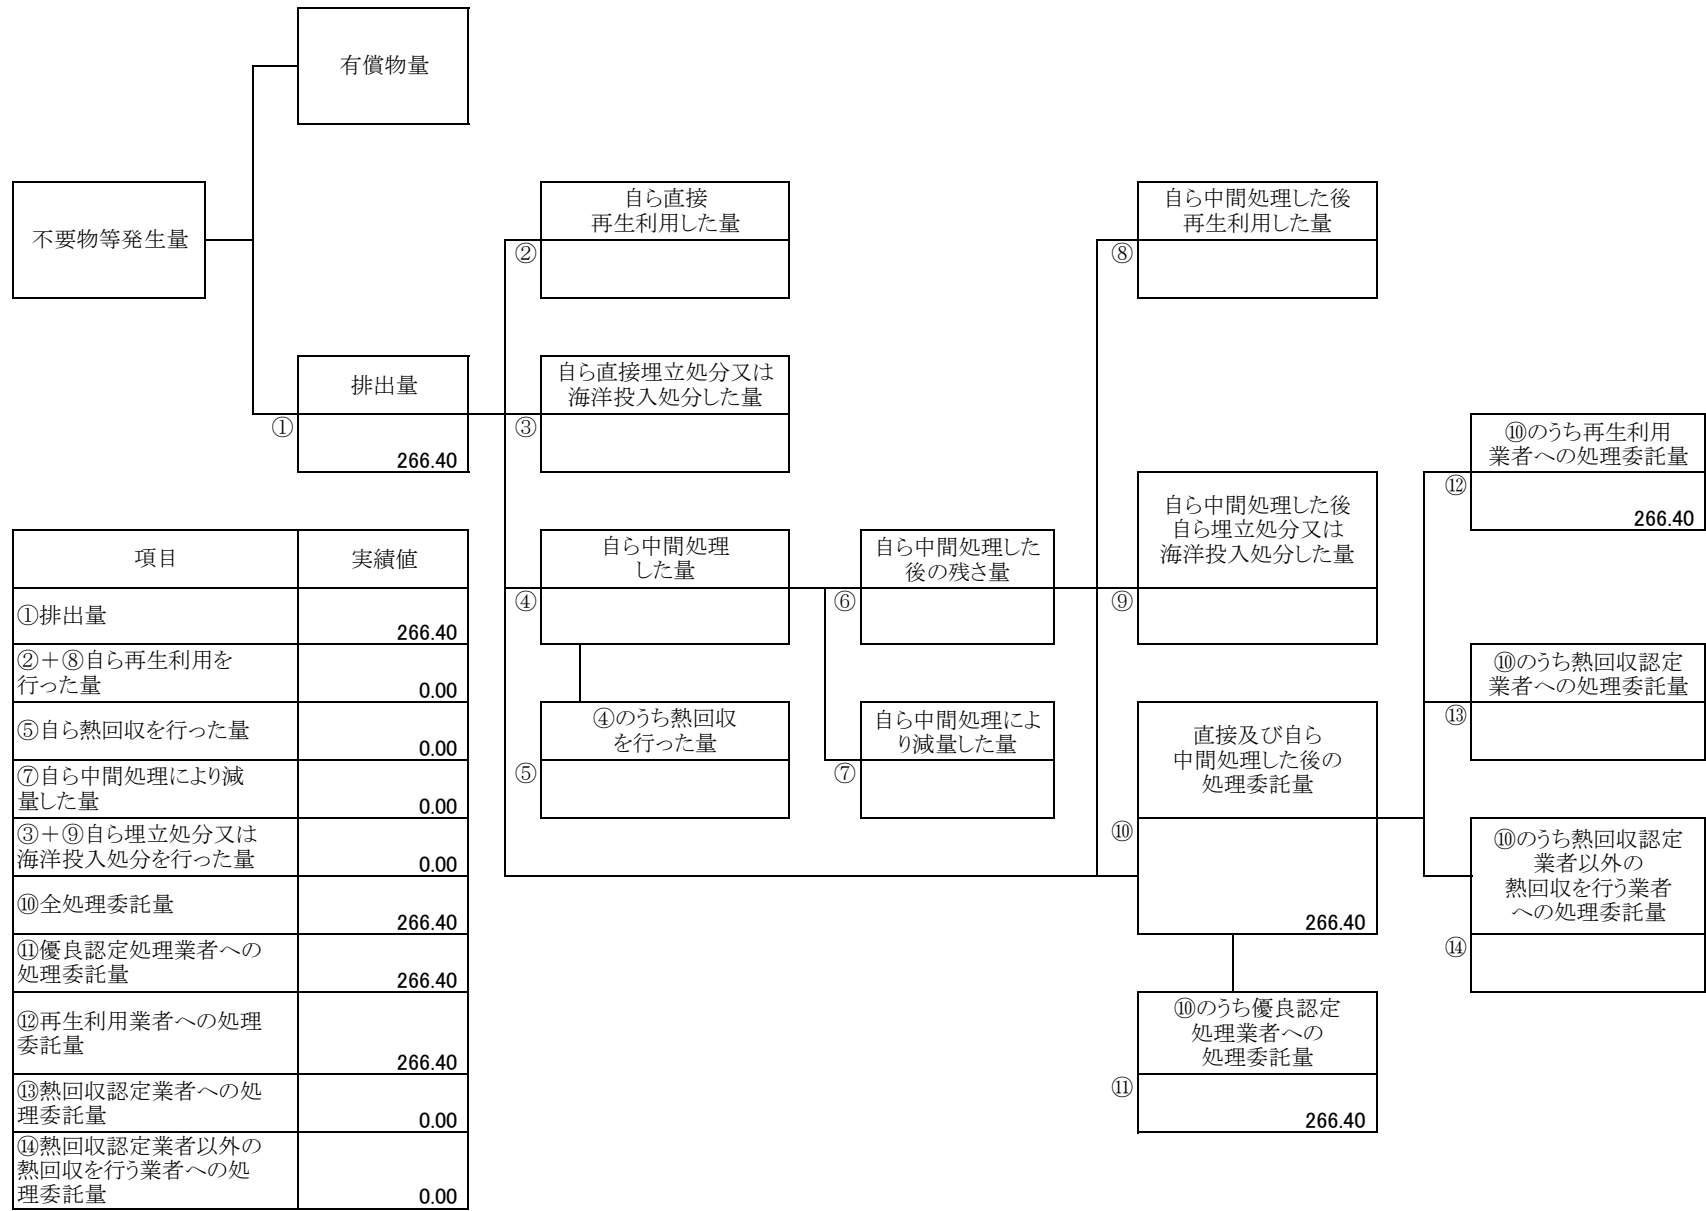 有償物量
不要物等発生量
自ら直接
再生利用した量
②
自ら中間処理した後
再生利用した量
⑧
排出量
①
266.40
自ら直接埋立処分又は
海洋投入処分した量
③
⑩のうち再生利用
業者への処理委託量
⑫
266.40
自ら中間処理
した量
④
自ら中間処理した
後の残さ量
⑥
自ら中間処理した後
自ら埋立処分又は
海洋投入処分した量
⑨
⑩のうち熱回収認定
業者への処理委託量
⑬
④のうち熱回収
を行った量
⑤
自ら中間処理によ
り減量した量
⑦
直接及び自ら
中間処理した後の
処理委託量
⑩
266.40
⑩のうち熱回収認定
業者以外の
熱回収を行う業者
への処理委託量
⑭
⑩のうち優良認定
処理業者への
処理委託量
⑪
266.40
項目 実績値
①排出量
266.40
②＋⑧自ら再生利用を
行った量
0.00
⑤自ら熱回収を行った量
0.00
⑦自ら中間処理により減
量した量
0.00
③＋⑨自ら埋立処分又は
海洋投入処分を行った量
0.00
⑩全処理委託量
266.40
⑪優良認定処理業者への
処理委託量
266.40
⑫再生利用業者への処理
委託量
266.40
⑬熱回収認定業者への処
理委託量
0.00
⑭熱回収認定業者以外の
熱回収を行う業者への処
理委託量
0.00